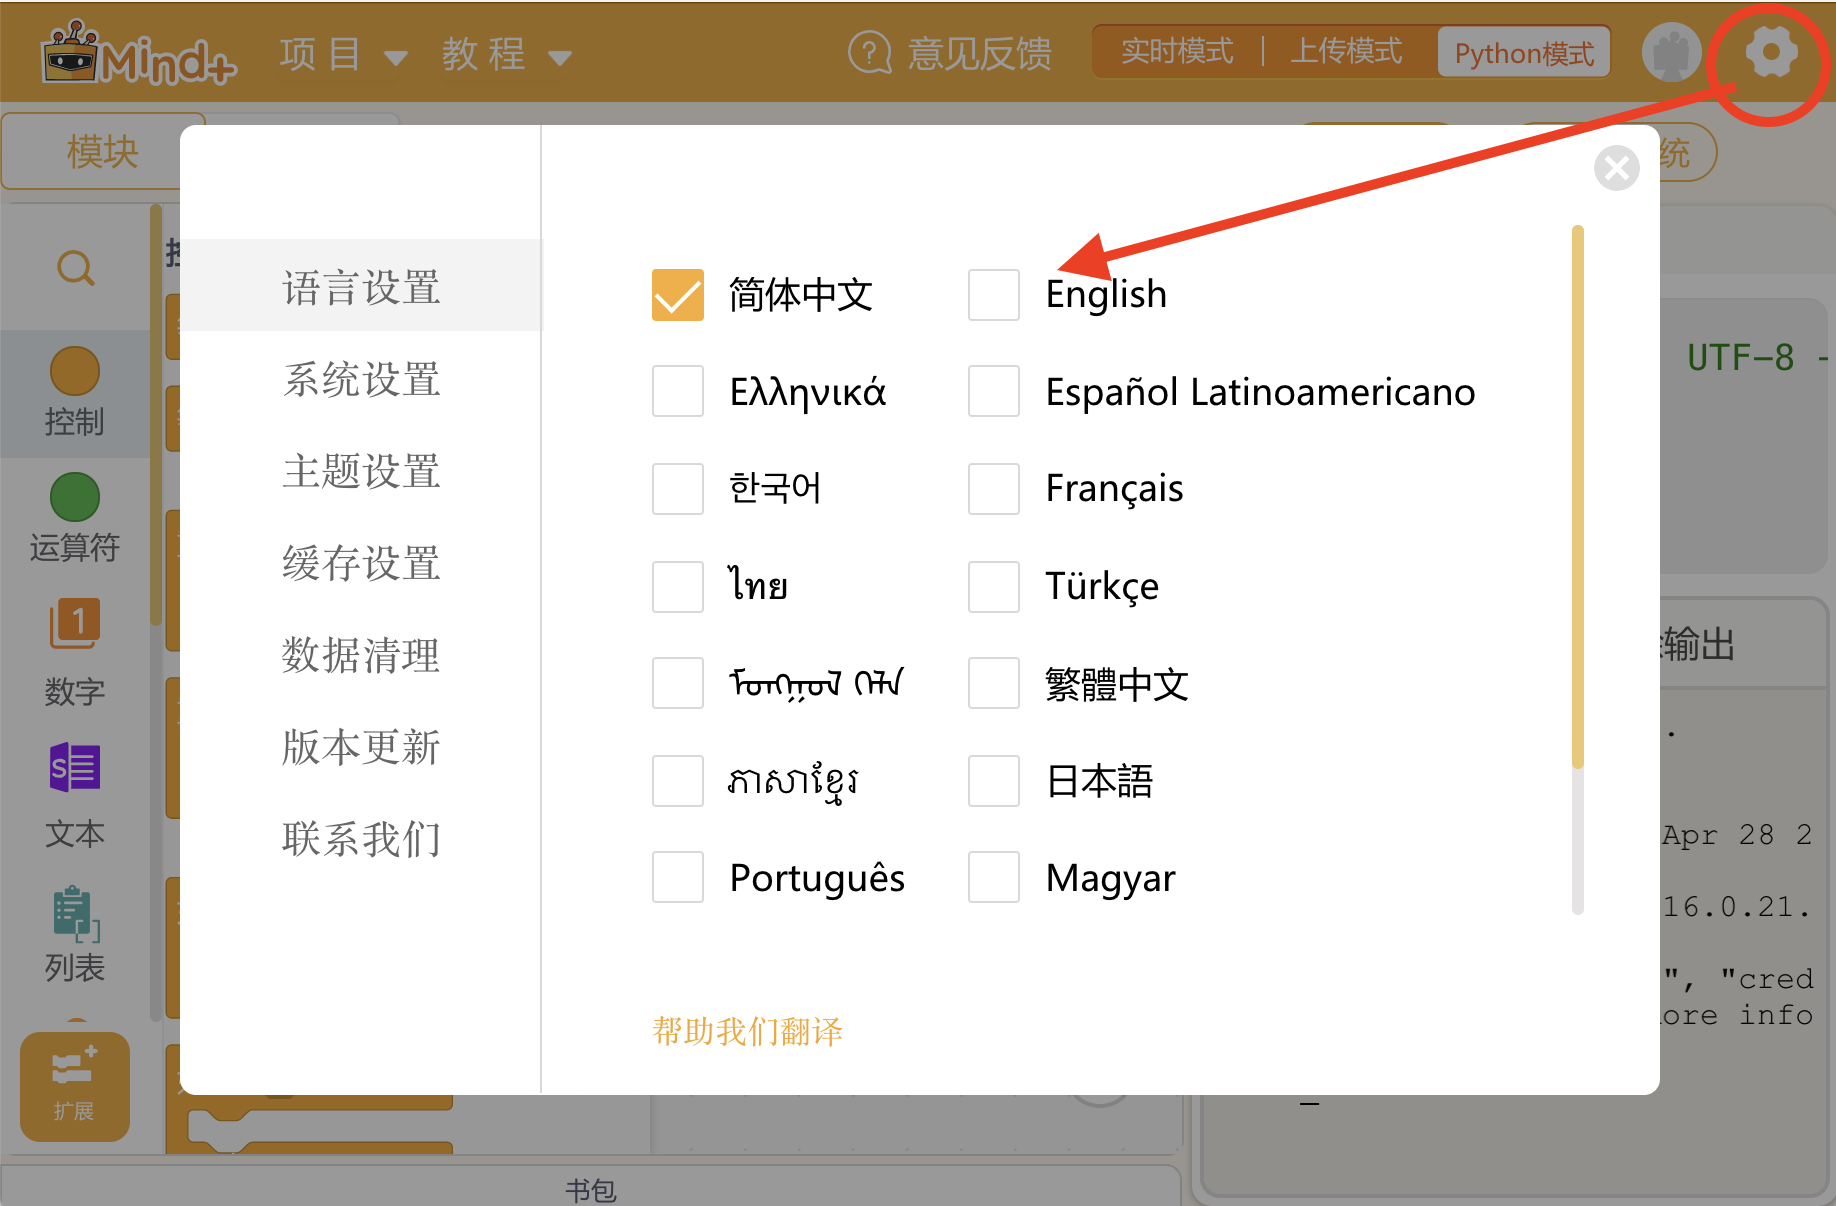 Mind+ 项目 教程 意见反馈 实时模式 | 上传模式 Python模式
模块
统
语言设置
系统设置
主题设置
缓存设置
数据清理
版本更新
联系我们
简体中文 English
Ελληνικά Español Latinoamericano
한국어 Français
ไทย Türkçe
繁體中文
ភាសាខ្មែរ 日本語
Português Magyar
帮助我们翻译
控制
运算符
1
数字
S
文本
列表
扩展
UTF-8 -
输出
.
Apr 28 2
16.0.21.
", "cred
ore info
_
书包